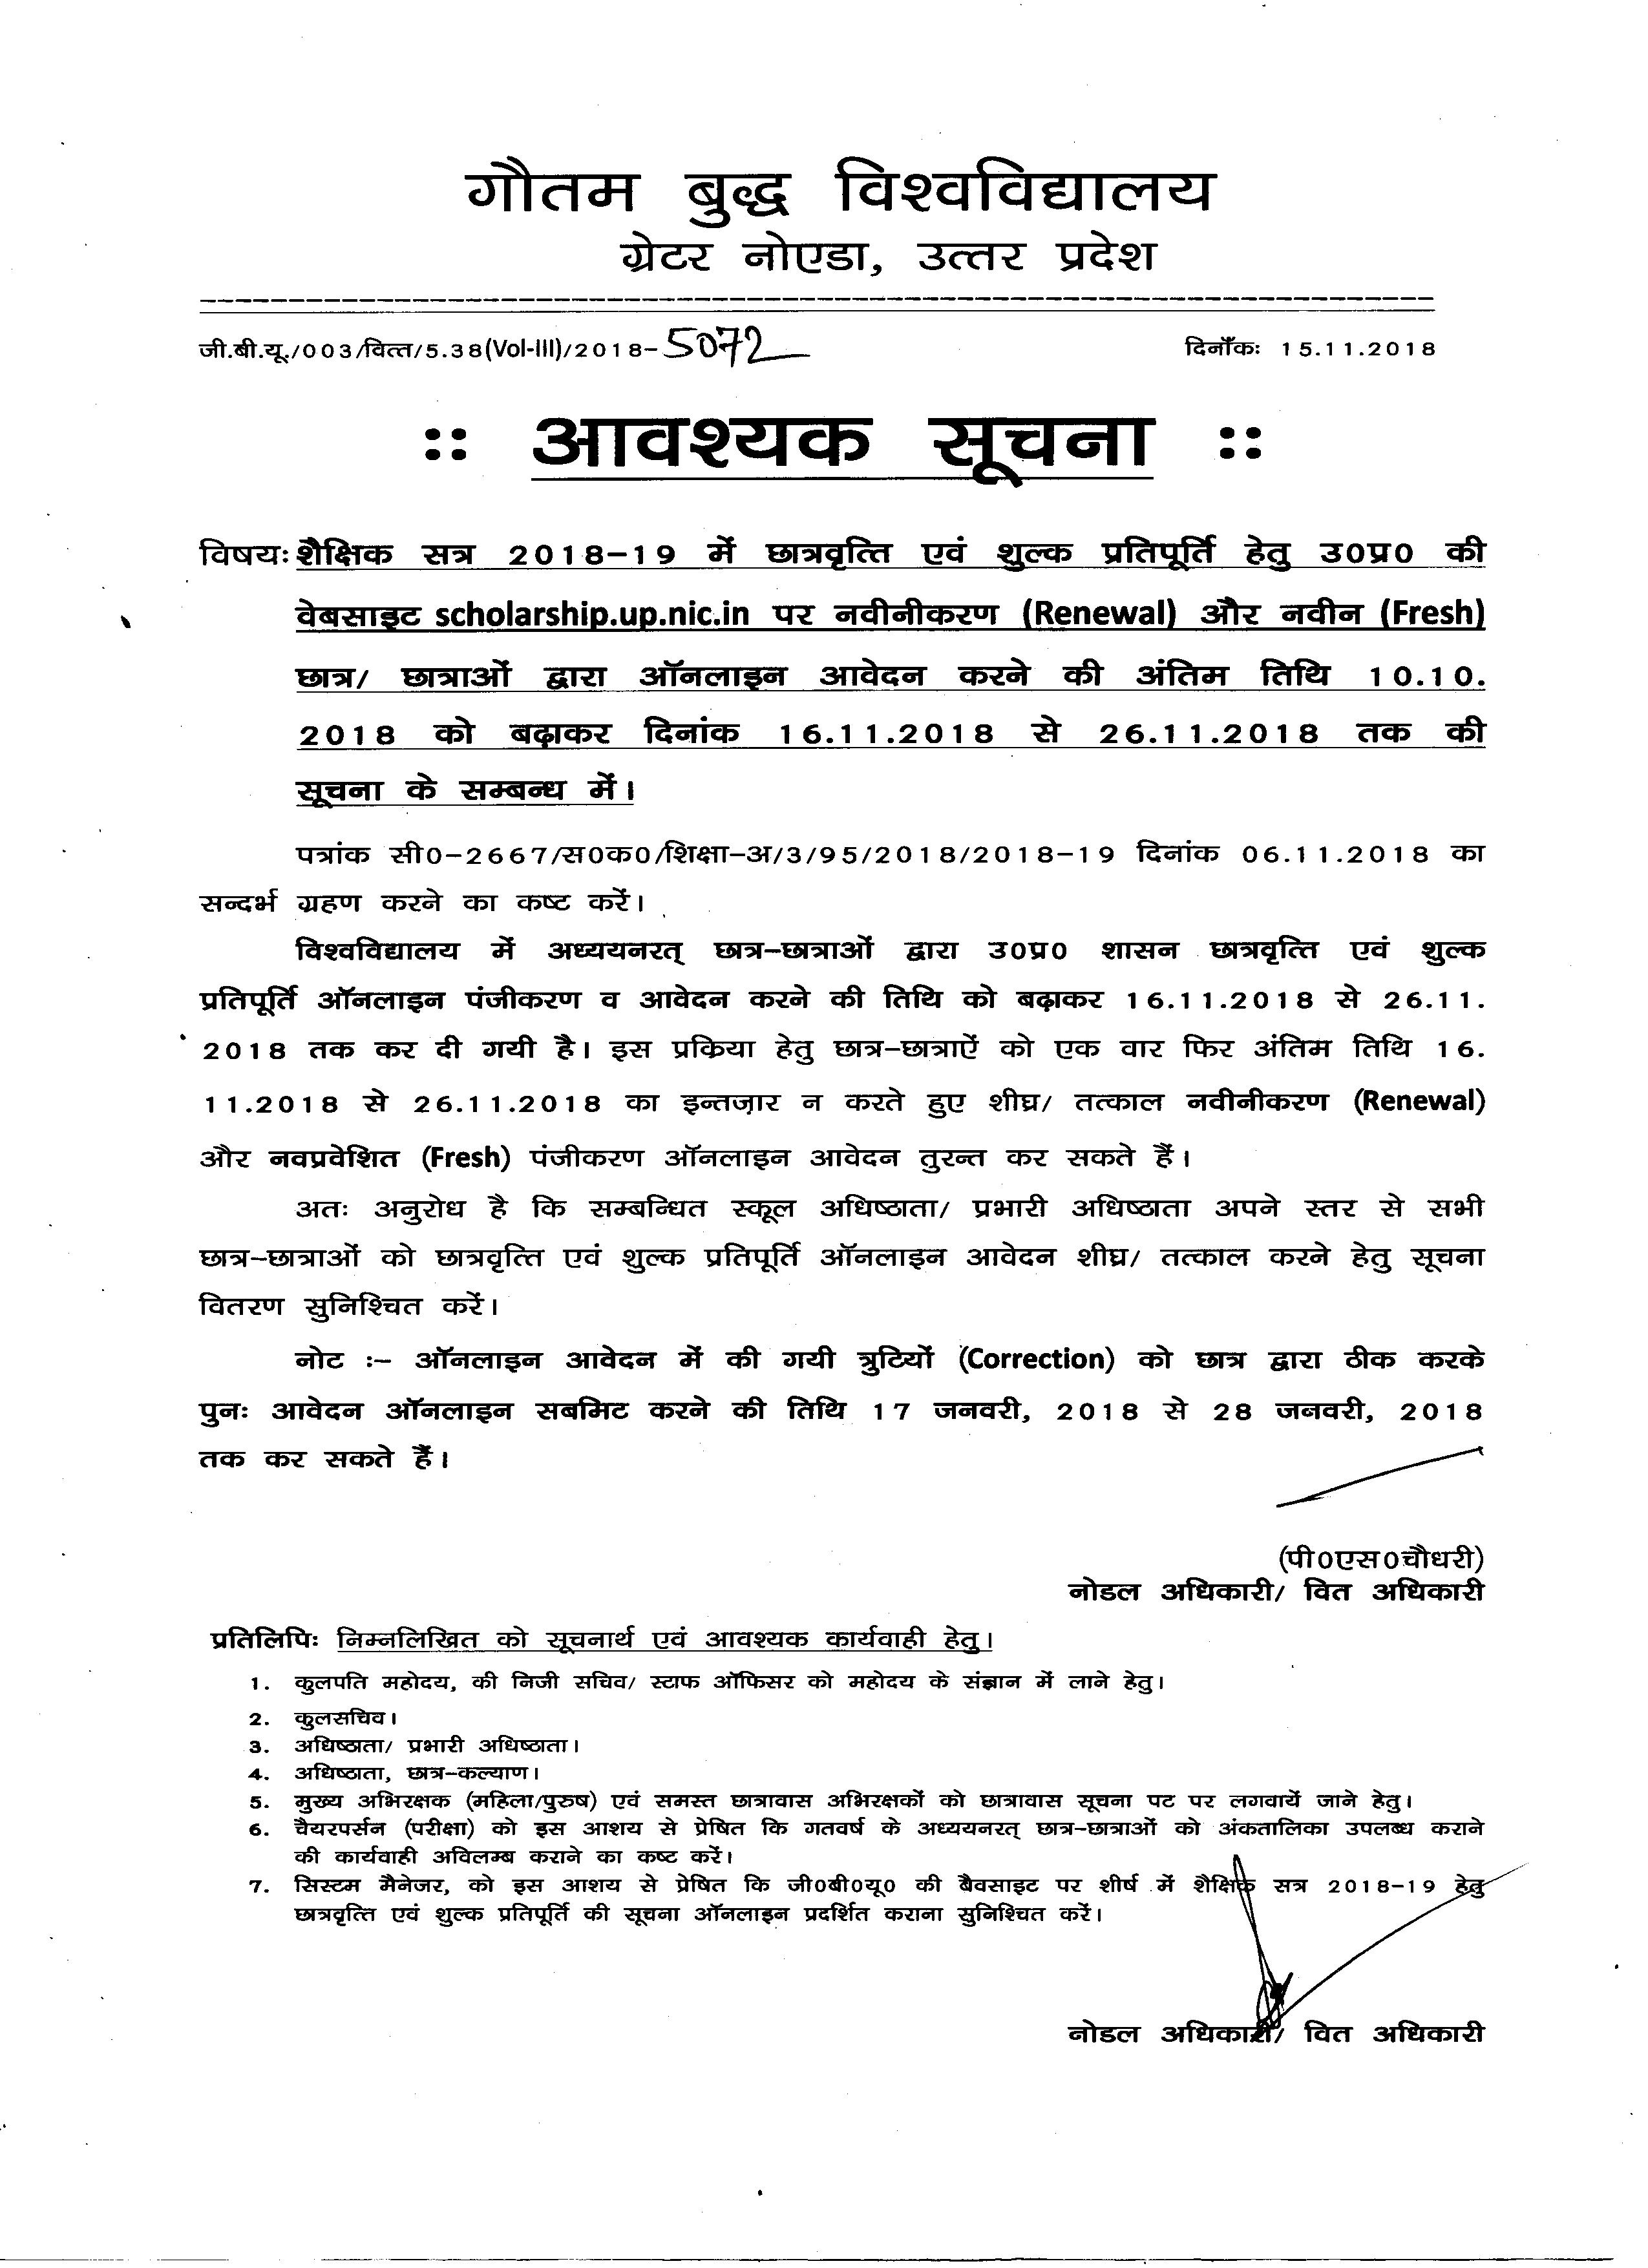 गौतम बुद्ध विश्वविद्यालय
ग्रेटर नोएडा, उत्तर प्रदेश
जी.बी.यू./003/वित्त/5.38(Vol-III)/2018-5072 दिनाँकः 15.11.2018
:: आवश्यक सूचना ::
विषयः शैक्षिक सत्र 2018-19 में छात्रवृत्ति एवं शुल्क प्रतिपूर्ति हेतु उ0प्र0 की
वेबसाइट scholarship.up.nic.in पर नवीनीकरण (Renewal) और नवीन (Fresh)
छात्र/ छात्राओं द्वारा ऑनलाइन आवेदन करने की अंतिम तिथि 10.10.
2018 को बढ़ाकर दिनांक 16.11.2018 से 26.11.2018 तक की
सूचना के सम्बन्ध में।
पत्रांक सी0-2667/स0क0/शिक्षा-अ/3/95/2018/2018-19 दिनांक 06.11.2018 का
सन्दर्भ ग्रहण करने का कष्ट करें।
विश्वविद्यालय में अध्ययनरत् छात्र-छात्राओं द्वारा उ0प्र0 शासन छात्रवृत्ति एवं शुल्क
प्रतिपूर्ति ऑनलाइन पंजीकरण व आवेदन करने की तिथि को बढ़ाकर 16.11.2018 से 26.11.
2018 तक कर दी गयी है। इस प्रक्रिया हेतु छात्र-छात्राऐं को एक वार फिर अंतिम तिथि 16.
11.2018 से 26.11.2018 का इन्तज़ार न करते हुए शीघ्र/ तत्काल नवीनीकरण (Renewal)
और नवप्रवेशित (Fresh) पंजीकरण ऑनलाइन आवेदन तुरन्त कर सकते हैं।
अतः अनुरोध है कि सम्बन्धित स्कूल अधिष्ठाता/ प्रभारी अधिष्ठाता अपने स्तर से सभी
छात्र-छात्राओं को छात्रवृत्ति एवं शुल्क प्रतिपूर्ति ऑनलाइन आवेदन शीघ्र/ तत्काल करने हेतु सूचना
वितरण सुनिश्चित करें।
नोट :- ऑनलाइन आवेदन में की गयी त्रुटियों (Correction) को छात्र द्वारा ठीक करके
पुनः आवेदन ऑनलाइन सबमिट करने की तिथि 17 जनवरी, 2018 से 28 जनवरी, 2018
तक कर सकते हैं।
(पी0एस0चौधरी)
नोडल अधिकारी/ वित अधिकारी
प्रतिलिपिः निम्नलिखित को सूचनार्थ एवं आवश्यक कार्यवाही हेतु।
1. कुलपति महोदय, की निजी सचिव/ स्टाफ ऑफिसर को महोदय के संज्ञान में लाने हेतु।
2. कुलसचिव।
3. अधिष्ठाता/ प्रभारी अधिष्ठाता।
4. अधिष्ठाता, छात्र-कल्याण।
5. मुख्य अभिरक्षक (महिला/पुरुष) एवं समस्त छात्रावास अभिरक्षकों को छात्रावास सूचना पट पर लगवायें जाने हेतु।
6. चैयरपर्सन (परीक्षा) को इस आशय से प्रेषित कि गतवर्ष के अध्ययनरत् छात्र-छात्राओं को अंकतालिका उपलब्ध कराने
की कार्यवाही अविलम्ब कराने का कष्ट करें।
7. सिस्टम मैनेजर, को इस आशय से प्रेषित कि जी0बी0यू0 की बैवसाइट पर शीर्ष में शैक्षिक सत्र 2018-19 हेतु
छात्रवृत्ति एवं शुल्क प्रतिपूर्ति की सूचना ऑनलाइन प्रदर्शित कराना सुनिश्चित करें।
नोडल अधिकारी/ वित अधिकारी